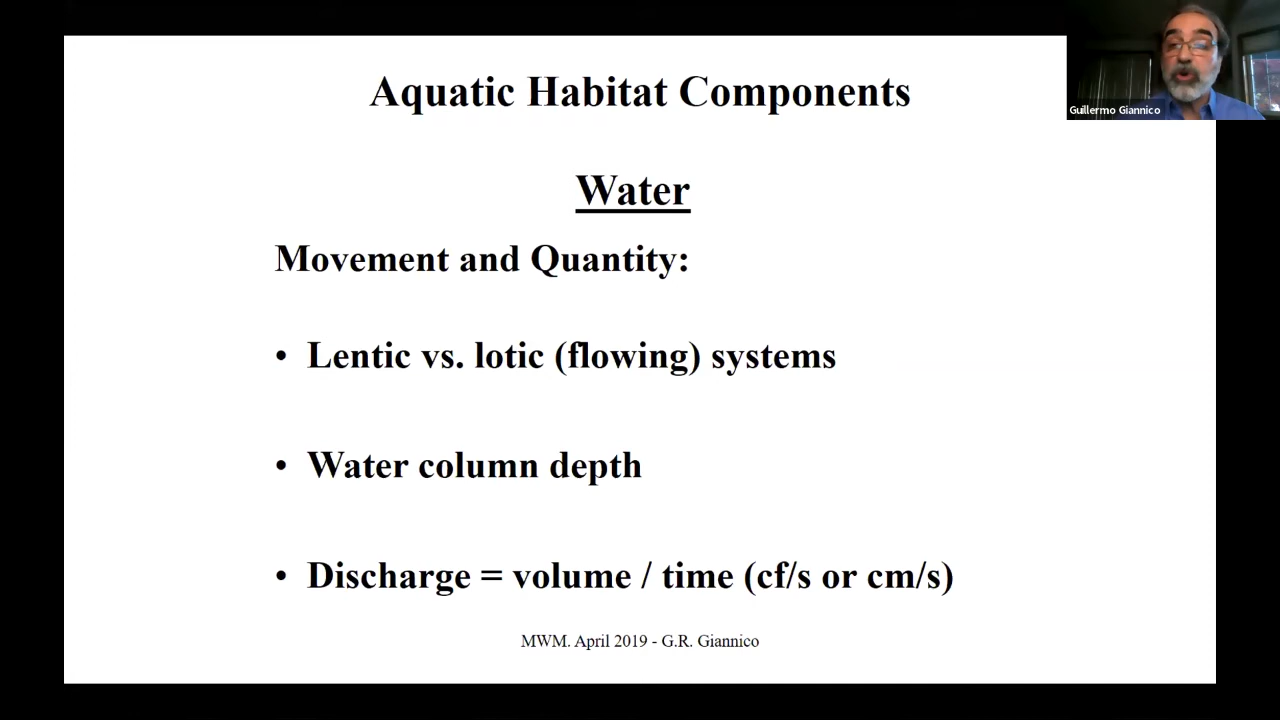 Aquatic Habitat Components
Guillermo Giannico
Water
Movement and Quantity:
• Lentic vs. lotic (flowing) systems
• Water column depth
• Discharge = volume / time (cf/s or cm/s)
MWM. April 2019 - G.R. Giannico